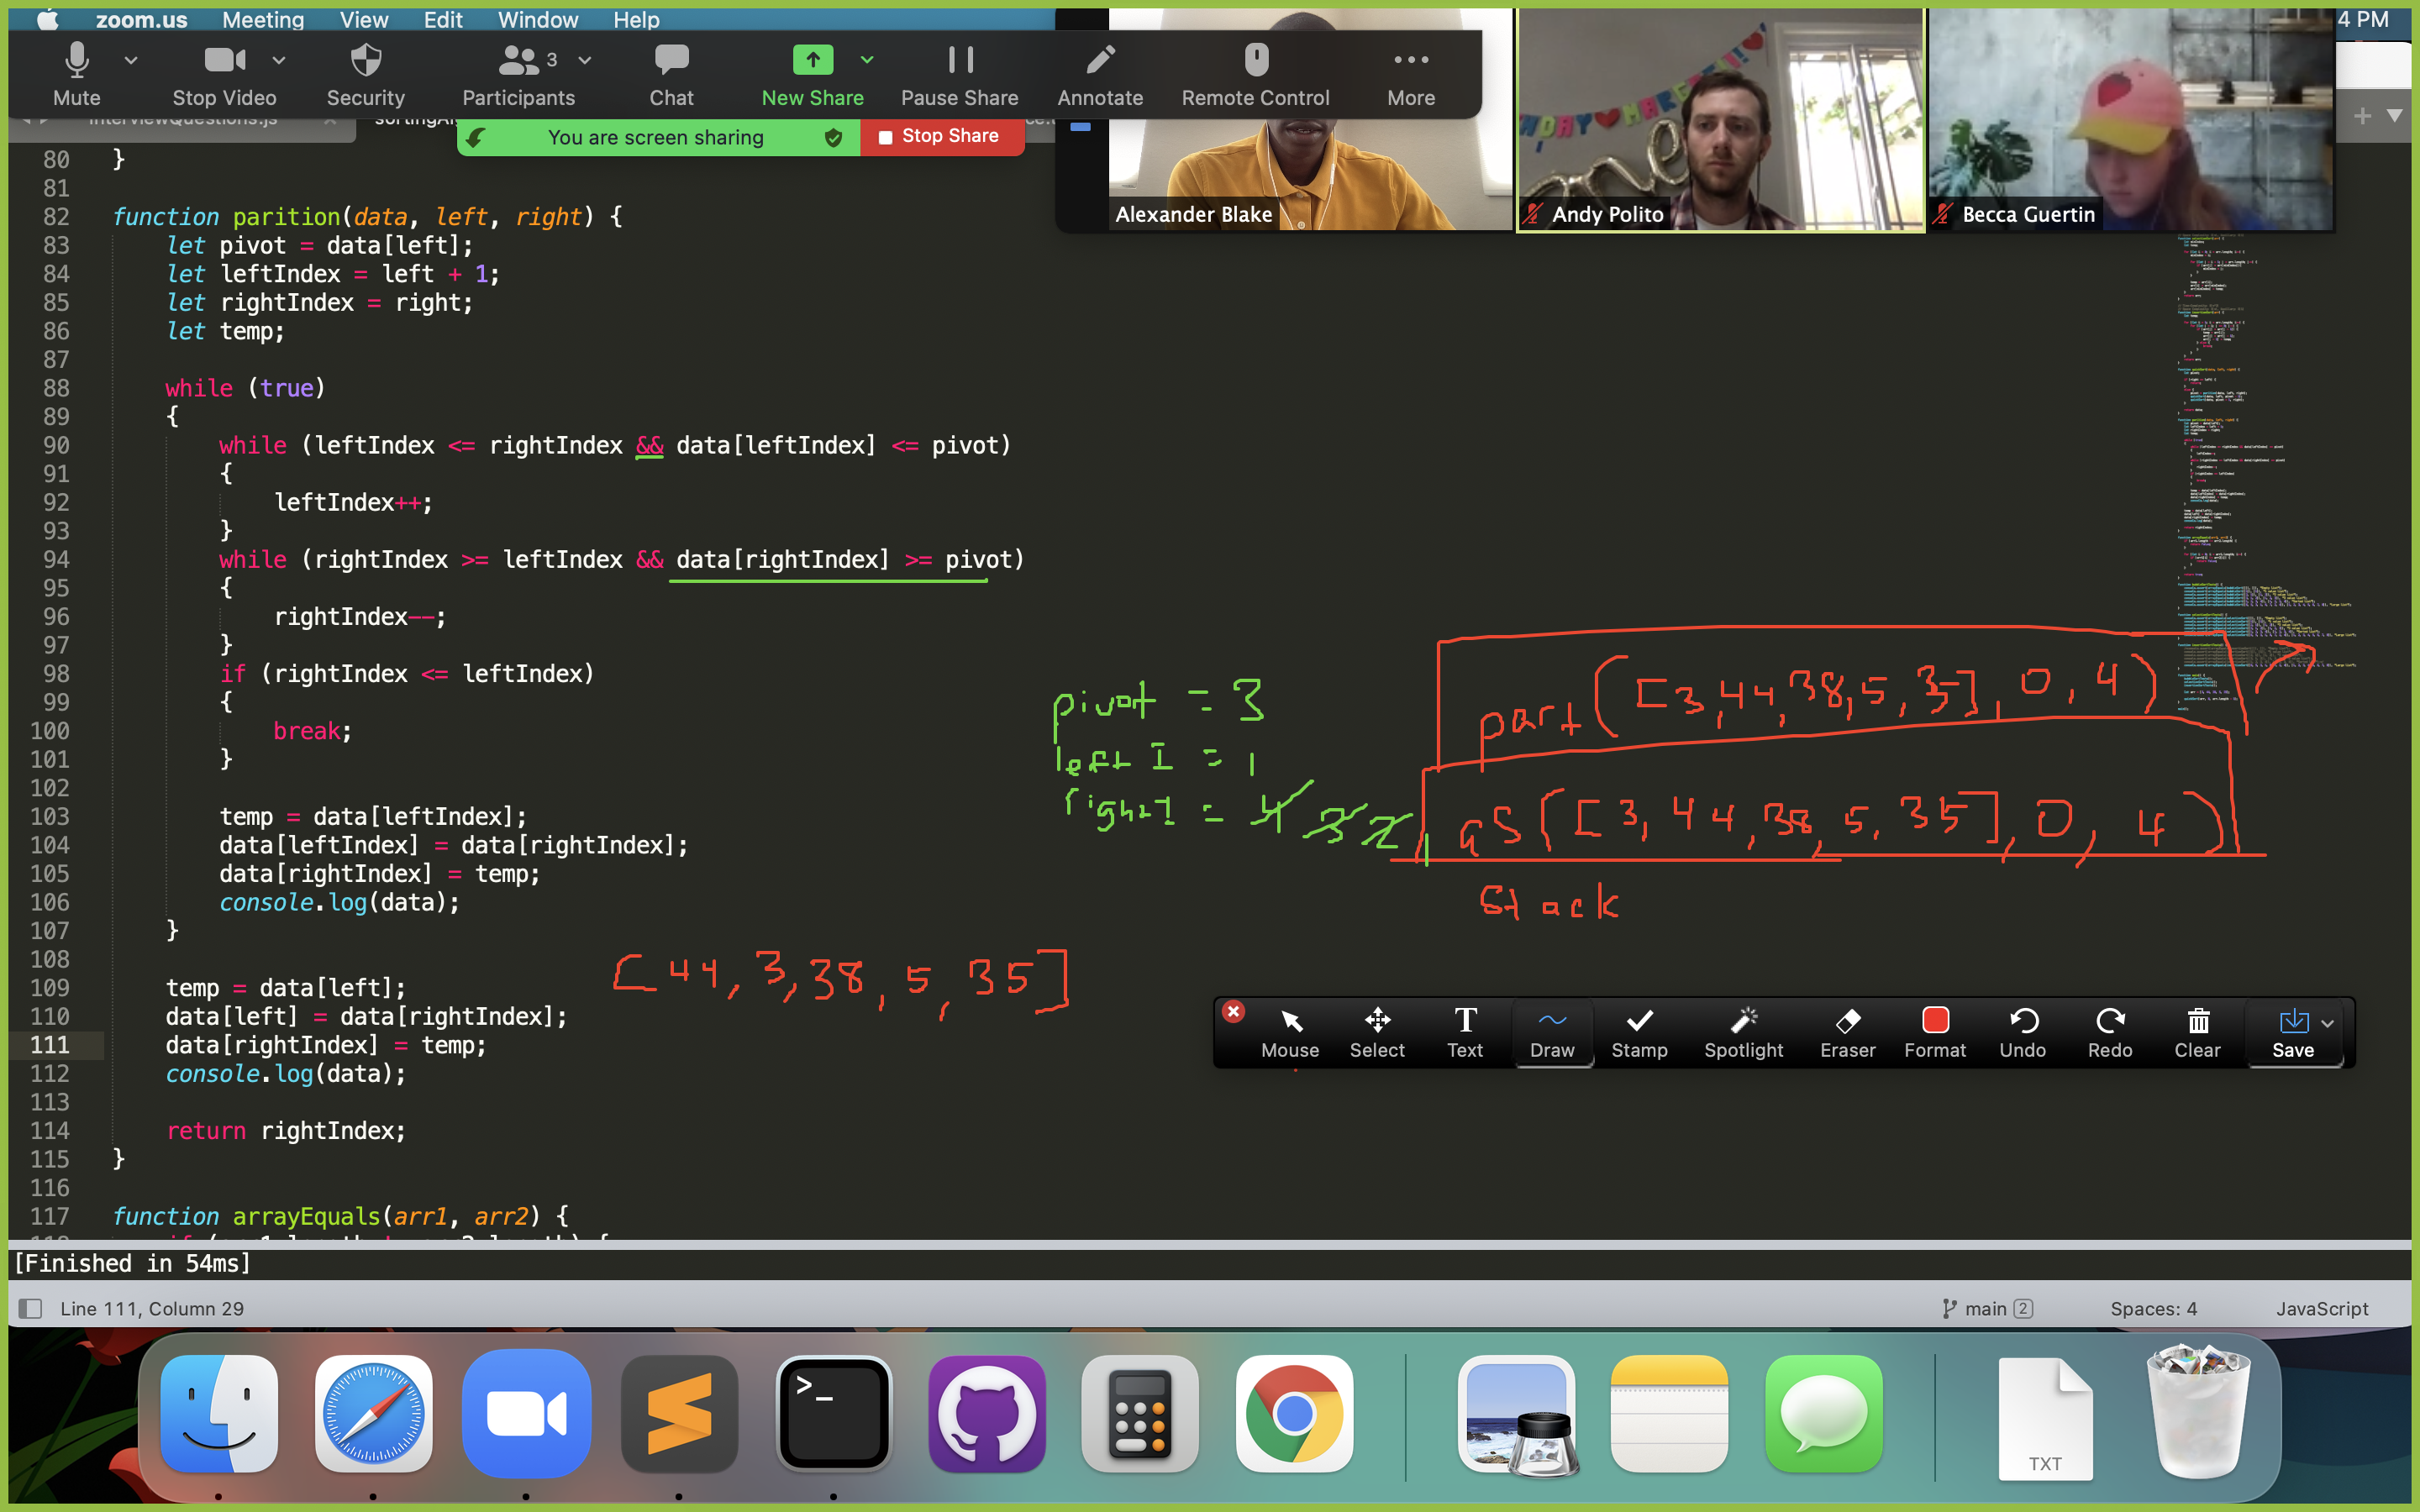 zoom.us Meeting View Edit Window Help
4 PM
Mute Stop Video Security Participants 3 Chat New Share Pause Share Annotate Remote Control More
InterviewQuestions.js
You are screen sharing Stop Share
Alexander Blake
Andy Polito
Becca Guertin
80 }
81
82 function parition(data, left, right) {
83 let pivot = data[left];
84 let leftIndex = left + 1;
85 let rightIndex = right;
86 let temp;
87
88 while (true)
89 {
90 while (leftIndex <= rightIndex && data[leftIndex] <= pivot)
91 {
92 leftIndex++;
93 }
94 while (rightIndex >= leftIndex && data[rightIndex] >= pivot)
95 {
96 rightIndex--;
97 }
98 if (rightIndex <= leftIndex)
99 {
100 break;
101 }
102
103 temp = data[leftIndex];
104 data[leftIndex] = data[rightIndex];
105 data[rightIndex] = temp;
106 console.log(data);
107 }
108
109 temp = data[left];
110 data[left] = data[rightIndex];
111 data[rightIndex] = temp;
112 console.log(data);
113
114 return rightIndex;
115 }
116
117 function arrayEquals(arr1, arr2) {
pivot = 3
left I = 1
right I = 4 3 2 1
part([3,44,38,5,35],0,4)
qS([3,44,38,5,35],0,4)
Stack
[44,3,38,5,35]
Mouse Select Text Draw Stamp Spotlight Eraser Format Undo Redo Clear Save
[Finished in 54ms]
Line 111, Column 29 main 2 Spaces: 4 JavaScript
>_
TXT